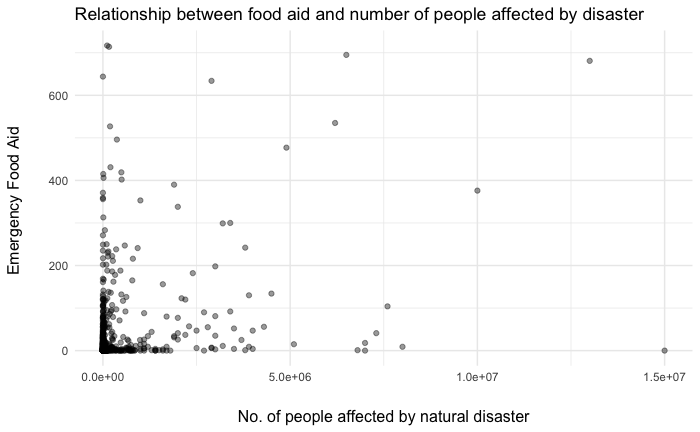 Relationship between food aid and number of people affected by disaster
Emergency Food Aid
600
400
200
0
0.0e+00 5.0e+06 1.0e+07 1.5e+07
No. of people affected by natural disaster